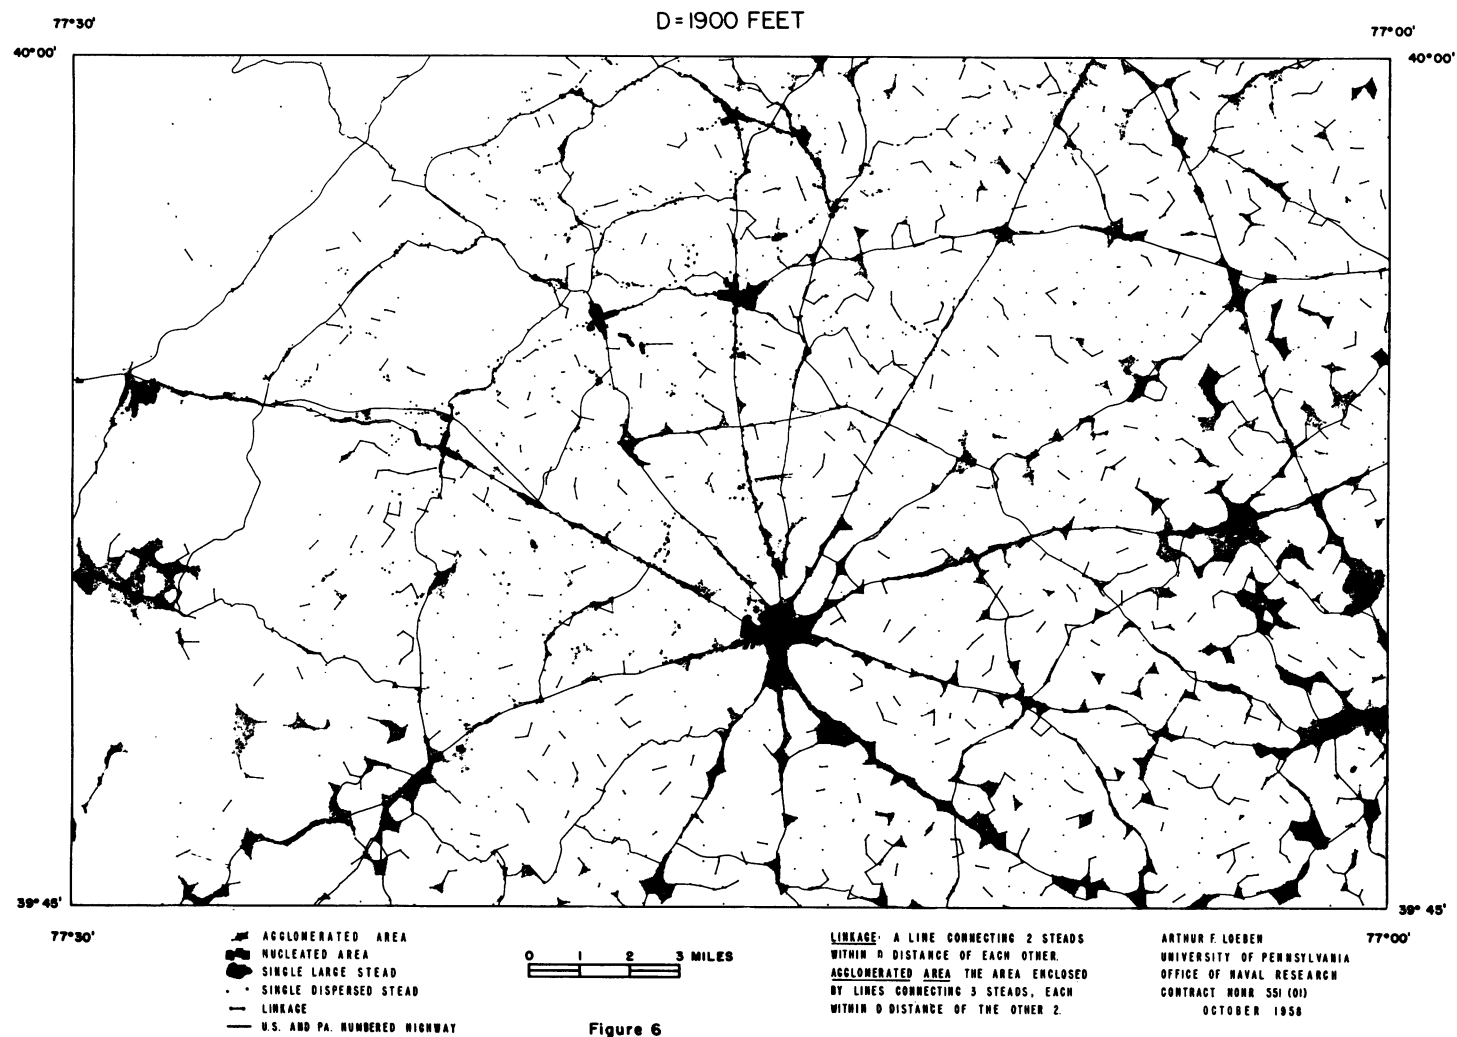 D=1900 FEET
77°30'
77°00'
40°00'
40°00'
39°45'
39°45'
77°30'
77°00'
AGGLOMERATED AREA
NUCLEATED AREA
SINGLE LARGE STEAD
SINGLE DISPERSED STEAD
LINKAGE
U.S. AND PA. NUMBERED HIGHWAY
0 1 2 3 MILES
Figure 6
LINKAGE: A LINE CONNECTING 2 STEADS
WITHIN D DISTANCE OF EACH OTHER.
AGGLOMERATED AREA THE AREA ENCLOSED
BY LINES CONNECTING 3 STEADS, EACH
WITHIN D DISTANCE OF THE OTHER 2.
ARTHUR F. LOEBEN
UNIVERSITY OF PENNSYLVANIA
OFFICE OF NAVAL RESEARCH
CONTRACT NONR 551 (01)
OCTOBER 1956